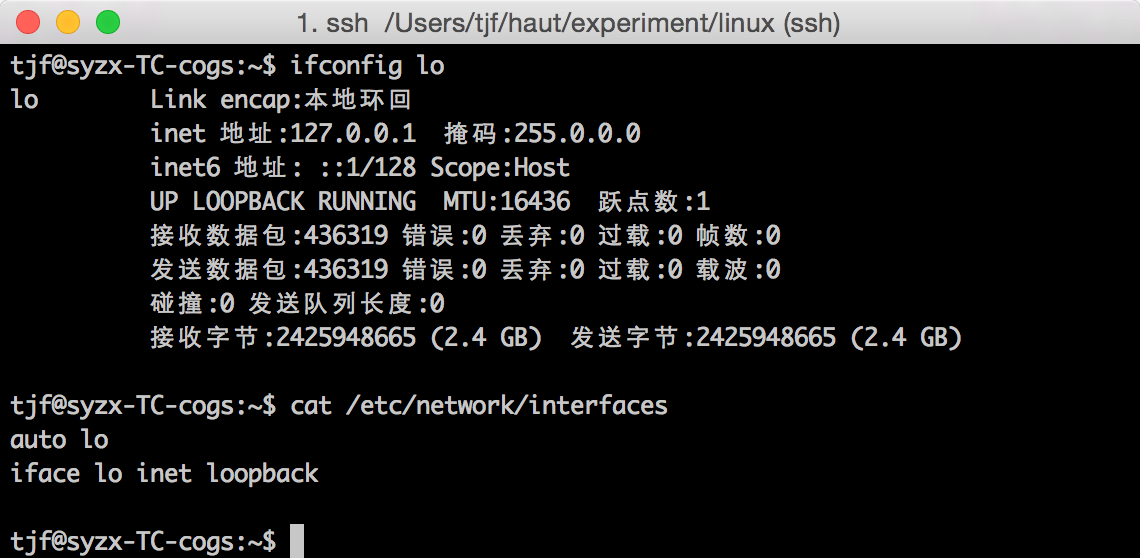 1. ssh  /Users/tjf/haut/experiment/linux (ssh)
tjf@syzx-TC-cogs:~$ ifconfig lo
lo        Link encap:本地环回
          inet 地址:127.0.0.1  掩码:255.0.0.0
          inet6 地址: ::1/128 Scope:Host
          UP LOOPBACK RUNNING  MTU:16436  跃点数:1
          接收数据包:436319 错误:0 丢弃:0 过载:0 帧数:0
          发送数据包:436319 错误:0 丢弃:0 过载:0 载波:0
          碰撞:0 发送队列长度:0
          接收字节:2425948665 (2.4 GB)  发送字节:2425948665 (2.4 GB)
tjf@syzx-TC-cogs:~$ cat /etc/network/interfaces
auto lo
iface lo inet loopback
tjf@syzx-TC-cogs:~$